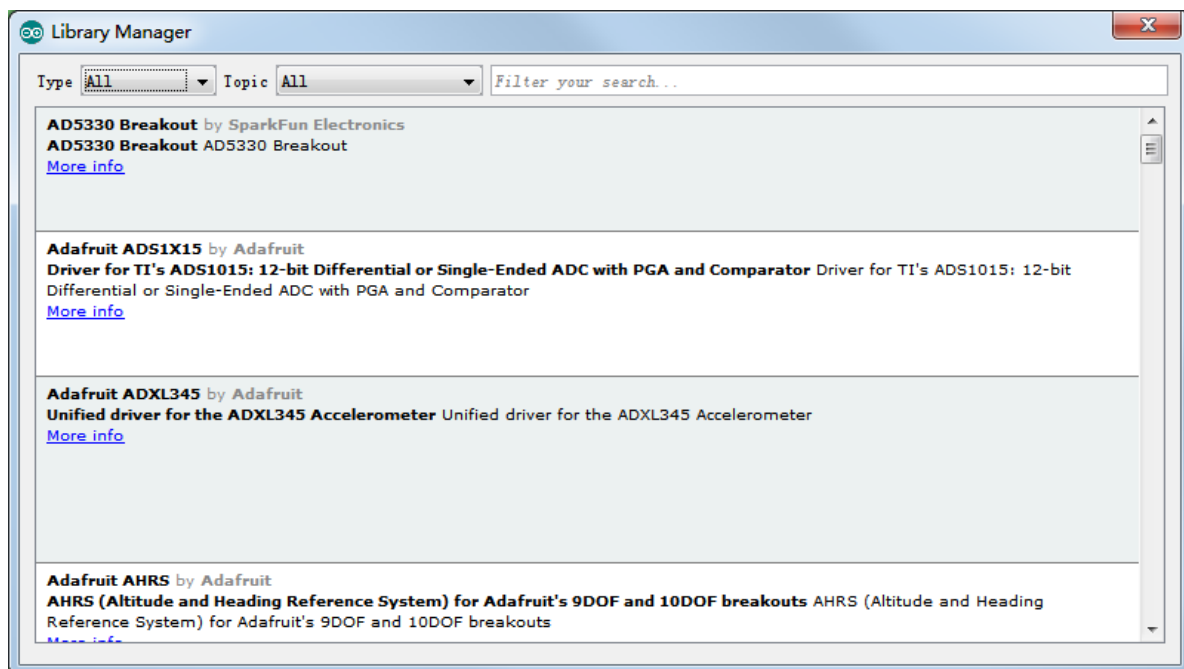 Library Manager
Type All Topic All Filter your search...
AD5330 Breakout by SparkFun Electronics
AD5330 Breakout AD5330 Breakout
More info
Adafruit ADS1X15 by Adafruit
Driver for TI's ADS1015: 12-bit Differential or Single-Ended ADC with PGA and Comparator Driver for TI's ADS1015: 12-bit
Differential or Single-Ended ADC with PGA and Comparator
More info
Adafruit ADXL345 by Adafruit
Unified driver for the ADXL345 Accelerometer Unified driver for the ADXL345 Accelerometer
More info
Adafruit AHRS by Adafruit
AHRS (Altitude and Heading Reference System) for Adafruit's 9DOF and 10DOF breakouts AHRS (Altitude and Heading
Reference System) for Adafruit's 9DOF and 10DOF breakouts
More info